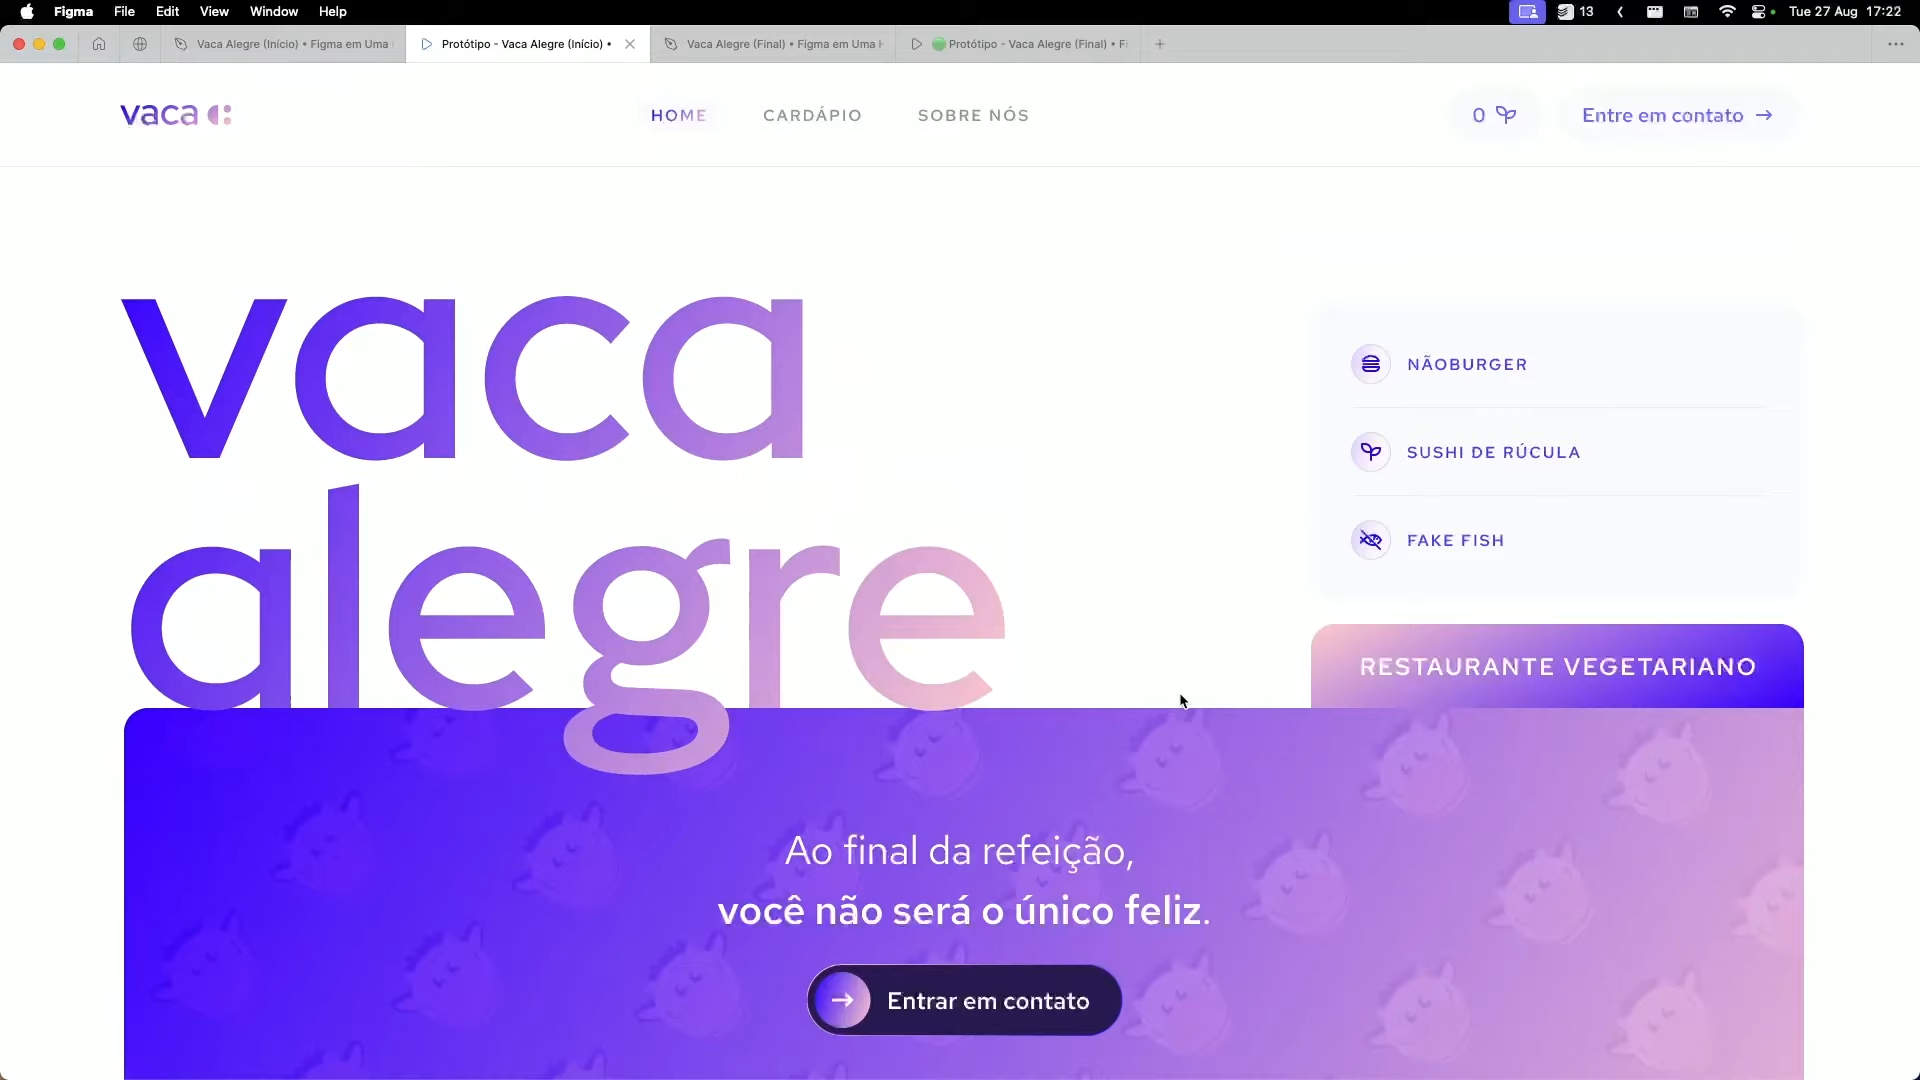 Figma File Edit View Window Help
13 Tue 27 Aug 17:22
Vaca Alegre (Início) • Figma em Uma
Protótipo - Vaca Alegre (Início) •
Vaca Alegre (Final) • Figma em Uma
Protótipo - Vaca Alegre (Final) •
vaca
HOME
CARDÁPIO
SOBRE NÓS
0
Entre em contato →
vaca
alegre
NÃOBURGER
SUSHI DE RÚCULA
FAKE FISH
RESTAURANTE VEGETARIANO
Ao final da refeição,
você não será o único feliz.
→ Entrar em contato